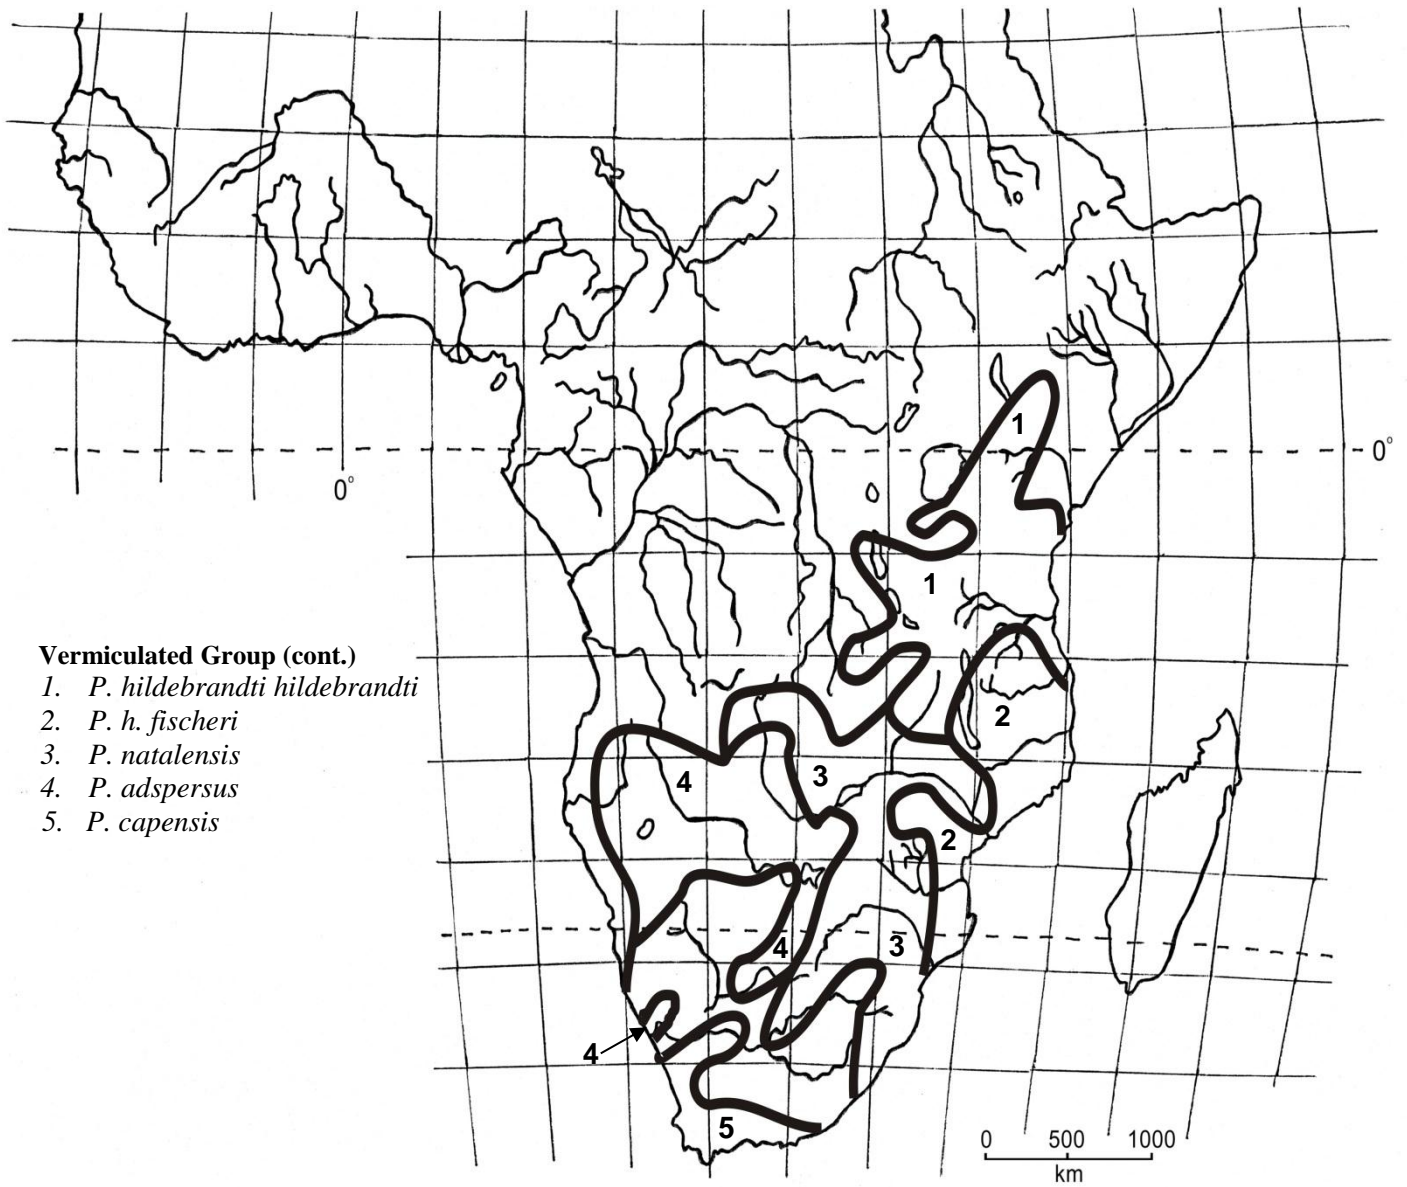 1
0°
0°
1
Vermiculated Group (cont.)
1. P. hildebrandti hildebrandti
2. P. h. fischeri
3. P. natalensis
4. P. adspersus
5. P. capensis
2
4
3
2
4
3
4
5
0 500 1000
km